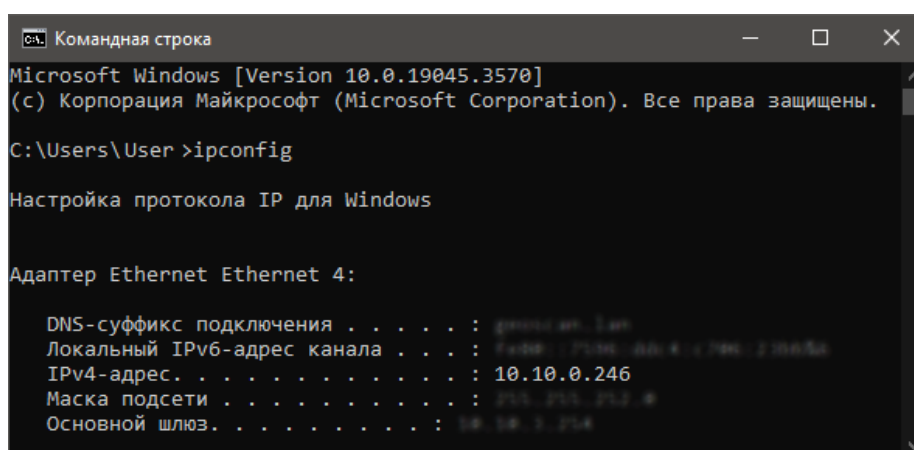 Командная строка
Microsoft Windows [Version 10.0.19045.3570]
(c) Корпорация Майкрософт (Microsoft Corporation). Все права защищены.
C:\Users\User>ipconfig
Настройка протокола IP для Windows
Адаптер Ethernet Ethernet 4:
DNS-суффикс подключения . . . . . :
Локальный IPv6-адрес канала . . . :
IPv4-адрес. . . . . . . . . . . . : 10.10.0.246
Маска подсети . . . . . . . . . . :
Основной шлюз. . . . . . . . . :